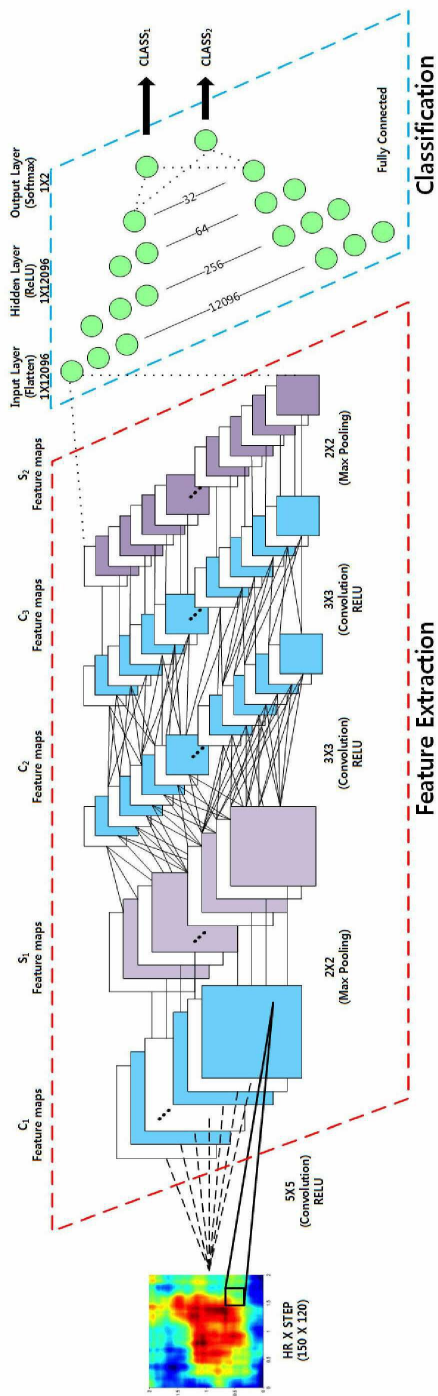 C1
Feature maps
S1
Feature maps
C2
Feature maps
C3
Feature maps
S2
Feature maps
Input Layer
(Flatten)
1X12096
Hidden Layer
(ReLU)
1X12096
Output Layer
(Softmax)
1X2
CLASS1
CLASS2
12096
256
64
32
HR X STEP
(150 X 120)
5X5
(Convolution)
RELU
2X2
(Max Pooling)
3X3
(Convolution)
RELU
3X3
(Convolution)
RELU
2X2
(Max Pooling)
Fully Connected
Feature Extraction
Classification